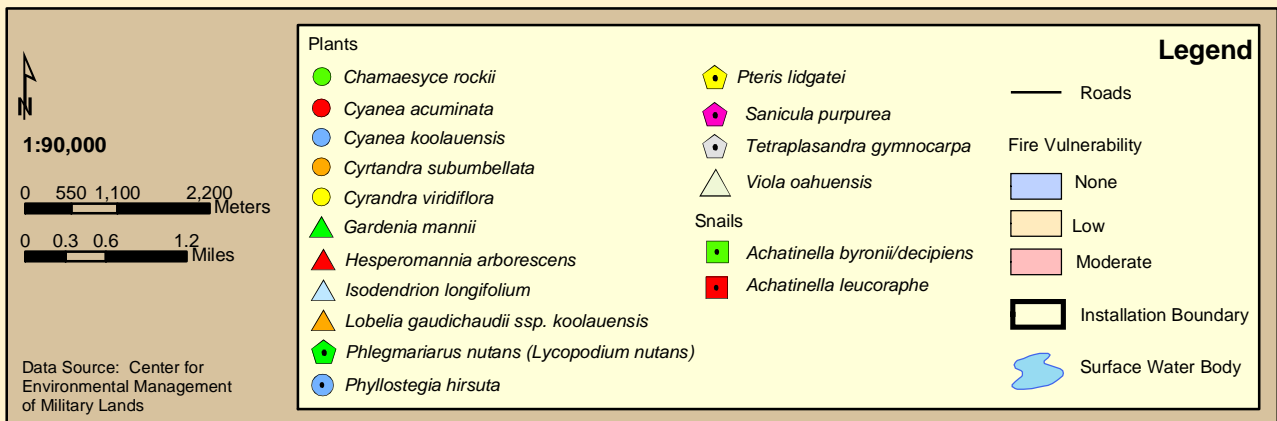 N
1:90,000
0 550 1,100 2,200
Meters
0 0.3 0.6 1.2
Miles
Data Source: Center for
Environmental Management
of Military Lands
Plants
Chamaesyce rockii
Cyanea acuminata
Cyanea koolauensis
Cyrtandra subumbellata
Cyrandra viridiflora
Gardenia mannii
Hesperomannia arborescens
Isodendrion longifolium
Lobelia gaudichaudii ssp. koolauensis
Phlegmariarus nutans (Lycopodium nutans)
Phyllostegia hirsuta
Pteris lidgatei
Sanicula purpurea
Tetraplasandra gymnocarpa
Viola oahuensis
Snails
Achatinella byronii/decipiens
Achatinella leucoraphe
Legend
Roads
Fire Vulnerability
None
Low
Moderate
Installation Boundary
Surface Water Body